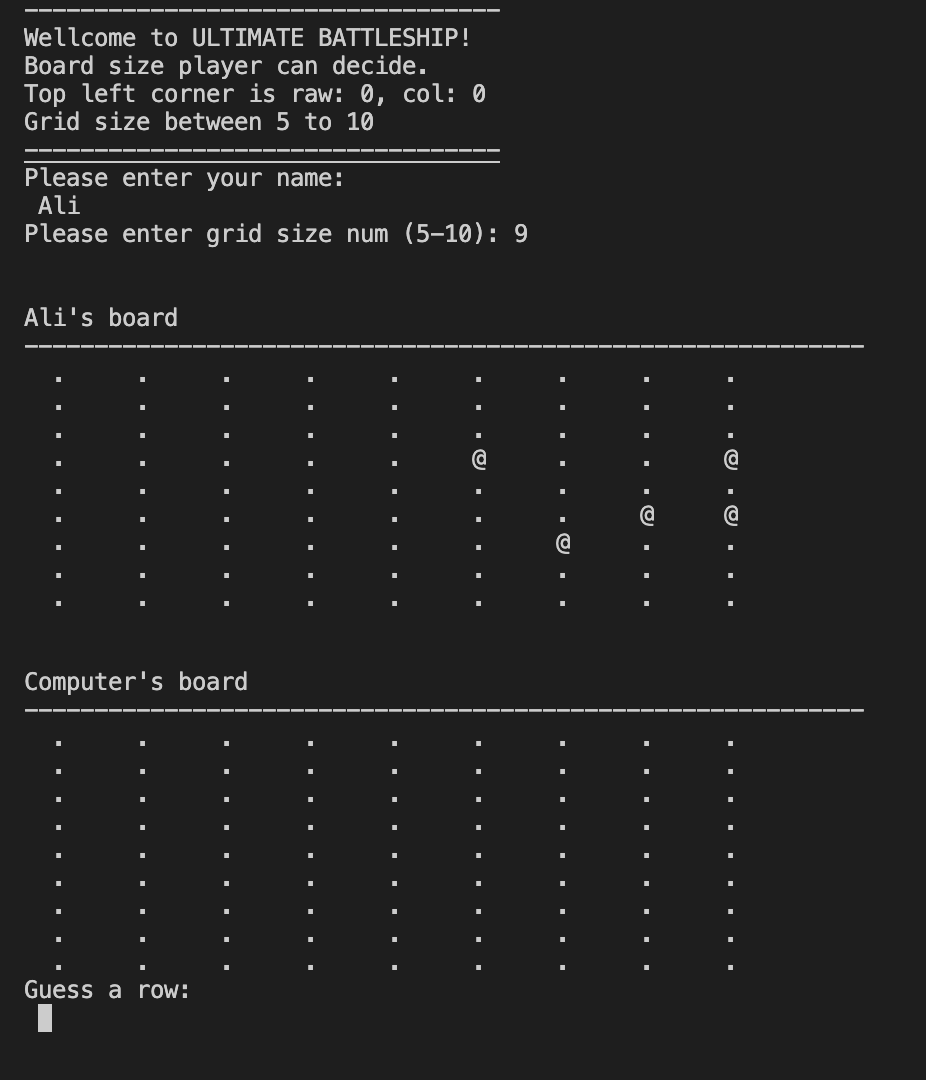 -----------------------------------
Wellcome to ULTIMATE BATTLESHIP!
Board size player can decide.
Top left corner is raw: 0, col: 0
Grid size between 5 to 10
-----------------------------------
Please enter your name:
Ali
Please enter grid size num (5-10): 9
Ali's board
------------------------------------------------------------
. . . . . . . . .
. . . . . . . . .
. . . . . . . . .
. . . . . @ . . @
. . . . . . . . .
. . . . . . . @ @
. . . . . . @ . .
. . . . . . . . .
. . . . . . . . .
Computer's board
------------------------------------------------------------
. . . . . . . . .
. . . . . . . . .
. . . . . . . . .
. . . . . . . . .
. . . . . . . . .
. . . . . . . . .
. . . . . . . . .
. . . . . . . . .
. . . . . . . . .
Guess a row: